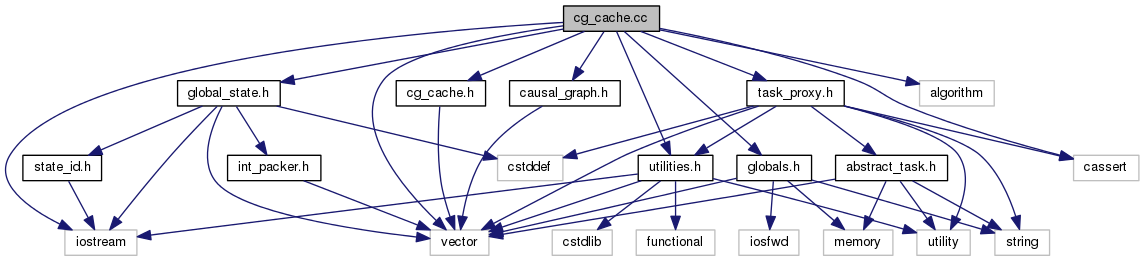 cg_cache.cc
global_state.h
cg_cache.h
causal_graph.h
task_proxy.h
algorithm
state_id.h
int_packer.h
cstddef
utilities.h
globals.h
abstract_task.h
cassert
iostream
vector
cstdlib
functional
iosfwd
memory
utility
string